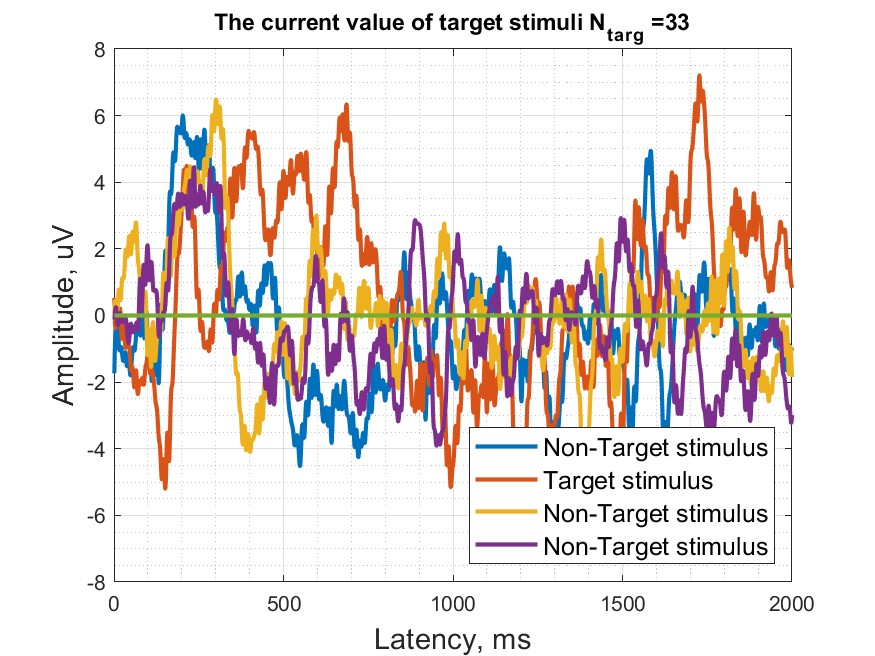 The current value of target stimuli N_targ =33
8
6
4
2
0
-2
-4
-6
-8
Amplitude, uV
Non-Target stimulus
Target stimulus
Non-Target stimulus
Non-Target stimulus
0 500 1000 1500 2000
Latency, ms